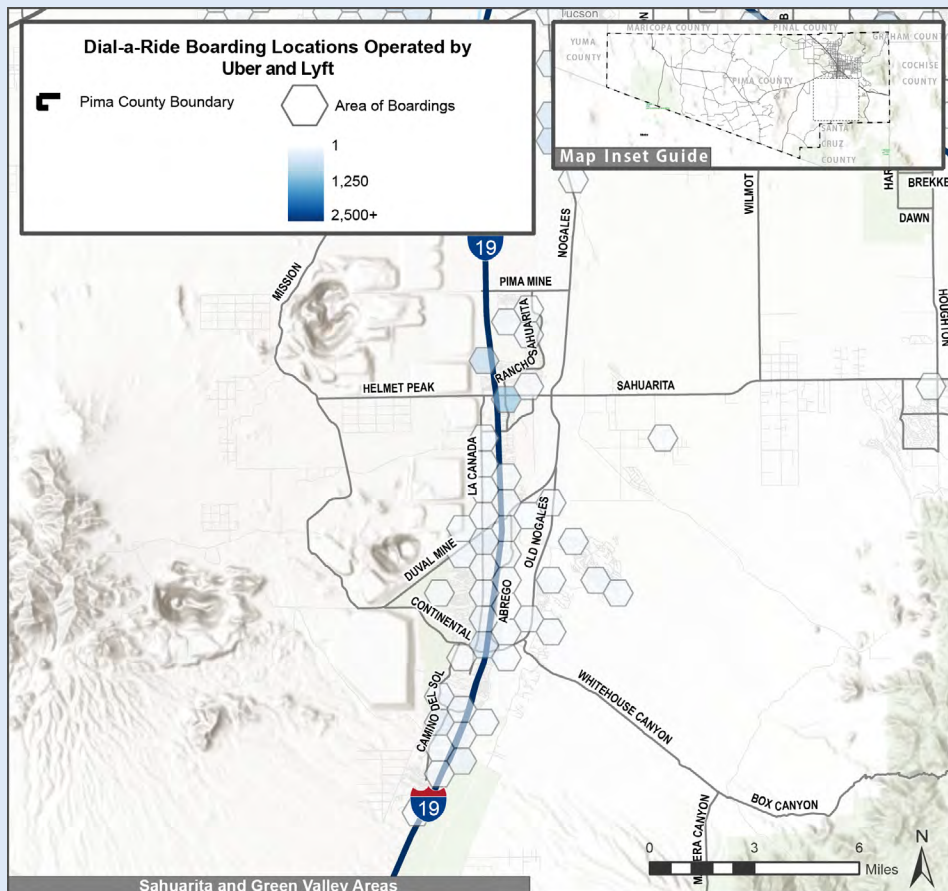 Dial-a-Ride Boarding Locations Operated by
Uber and Lyft
Pima County Boundary
Area of Boardings
1
1,250
2,500+
Tucson
MARICOPA COUNTY
PINAL COUNTY
GRAHAM COUNTY
YUMA
COUNTY
PIMA COUNTY
COCHISE
COUNTY
SANTA
CRUZ
COUNTY
Map Inset Guide
19
NOGALES
WILMOT
HAR
BREKKE
DAWN
MISSION
PIMA MINE
HOUGHTON
RANCHO SAHUARITA
HELMET PEAK
SAHUARITA
LA CANADA
OLD NOGALES
DUVAL MINE
ABREGO
CONTINENTAL
CAMINO DEL SOL
WHITEHOUSE CANYON
19
BOX CANYON
M ERA CANYON
0 3 6
Miles
N
Sahuarita and Green Valley Areas